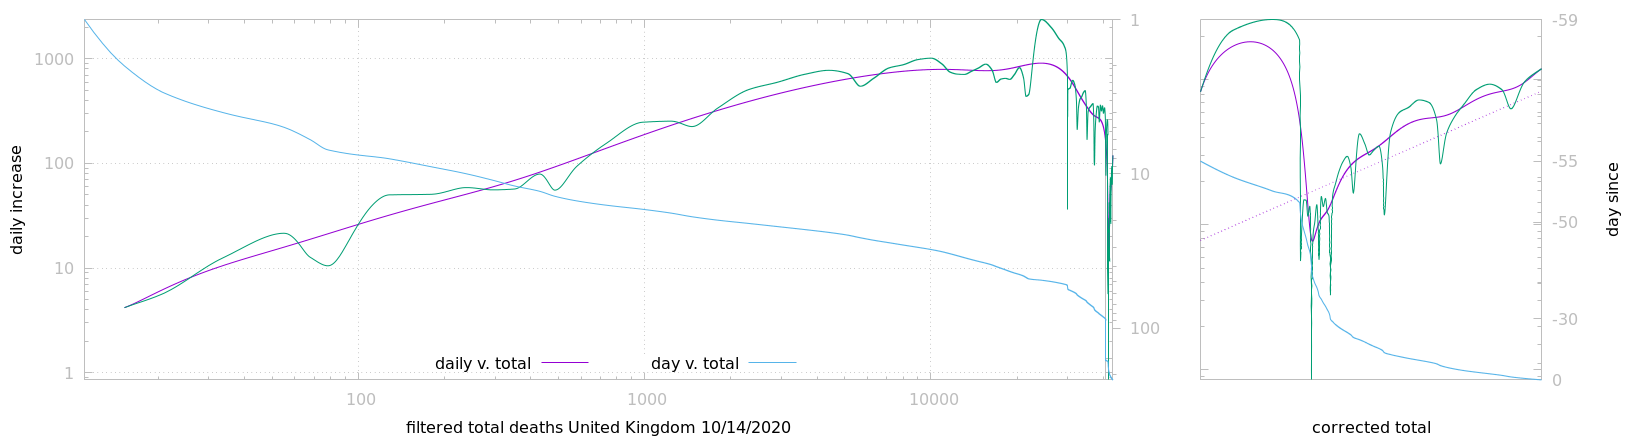 1000
100
10
1
daily increase
100
1000
10000
1
10
100
daily v. total
day v. total
filtered total deaths United Kingdom 10/14/2020
-59
-55
-50
-30
0
day since
corrected total